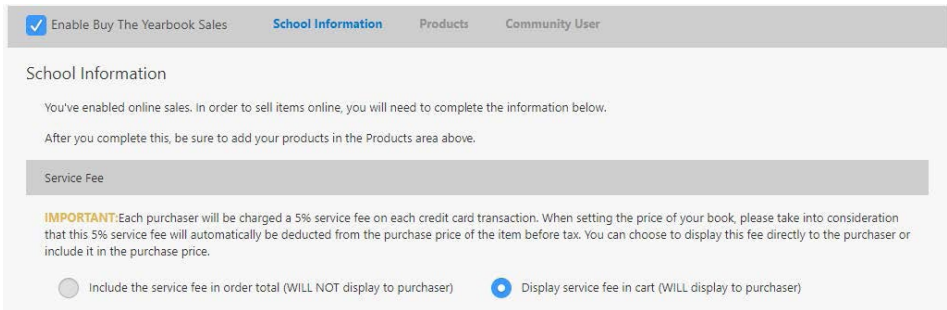 Enable Buy The Yearbook Sales School Information Products Community User
School Information
You've enabled online sales. In order to sell items online, you will need to complete the information below.
After you complete this, be sure to add your products in the Products area above.
Service Fee
IMPORTANT:Each purchaser will be charged a 5% service fee on each credit card transaction. When setting the price of your book, please take into consideration
that this 5% service fee will automatically be deducted from the purchase price of the item before tax. You can choose to display this fee directly to the purchaser or
include it in the purchase price.
Include the service fee in order total (WILL NOT display to purchaser) Display service fee in cart (WILL display to purchaser)